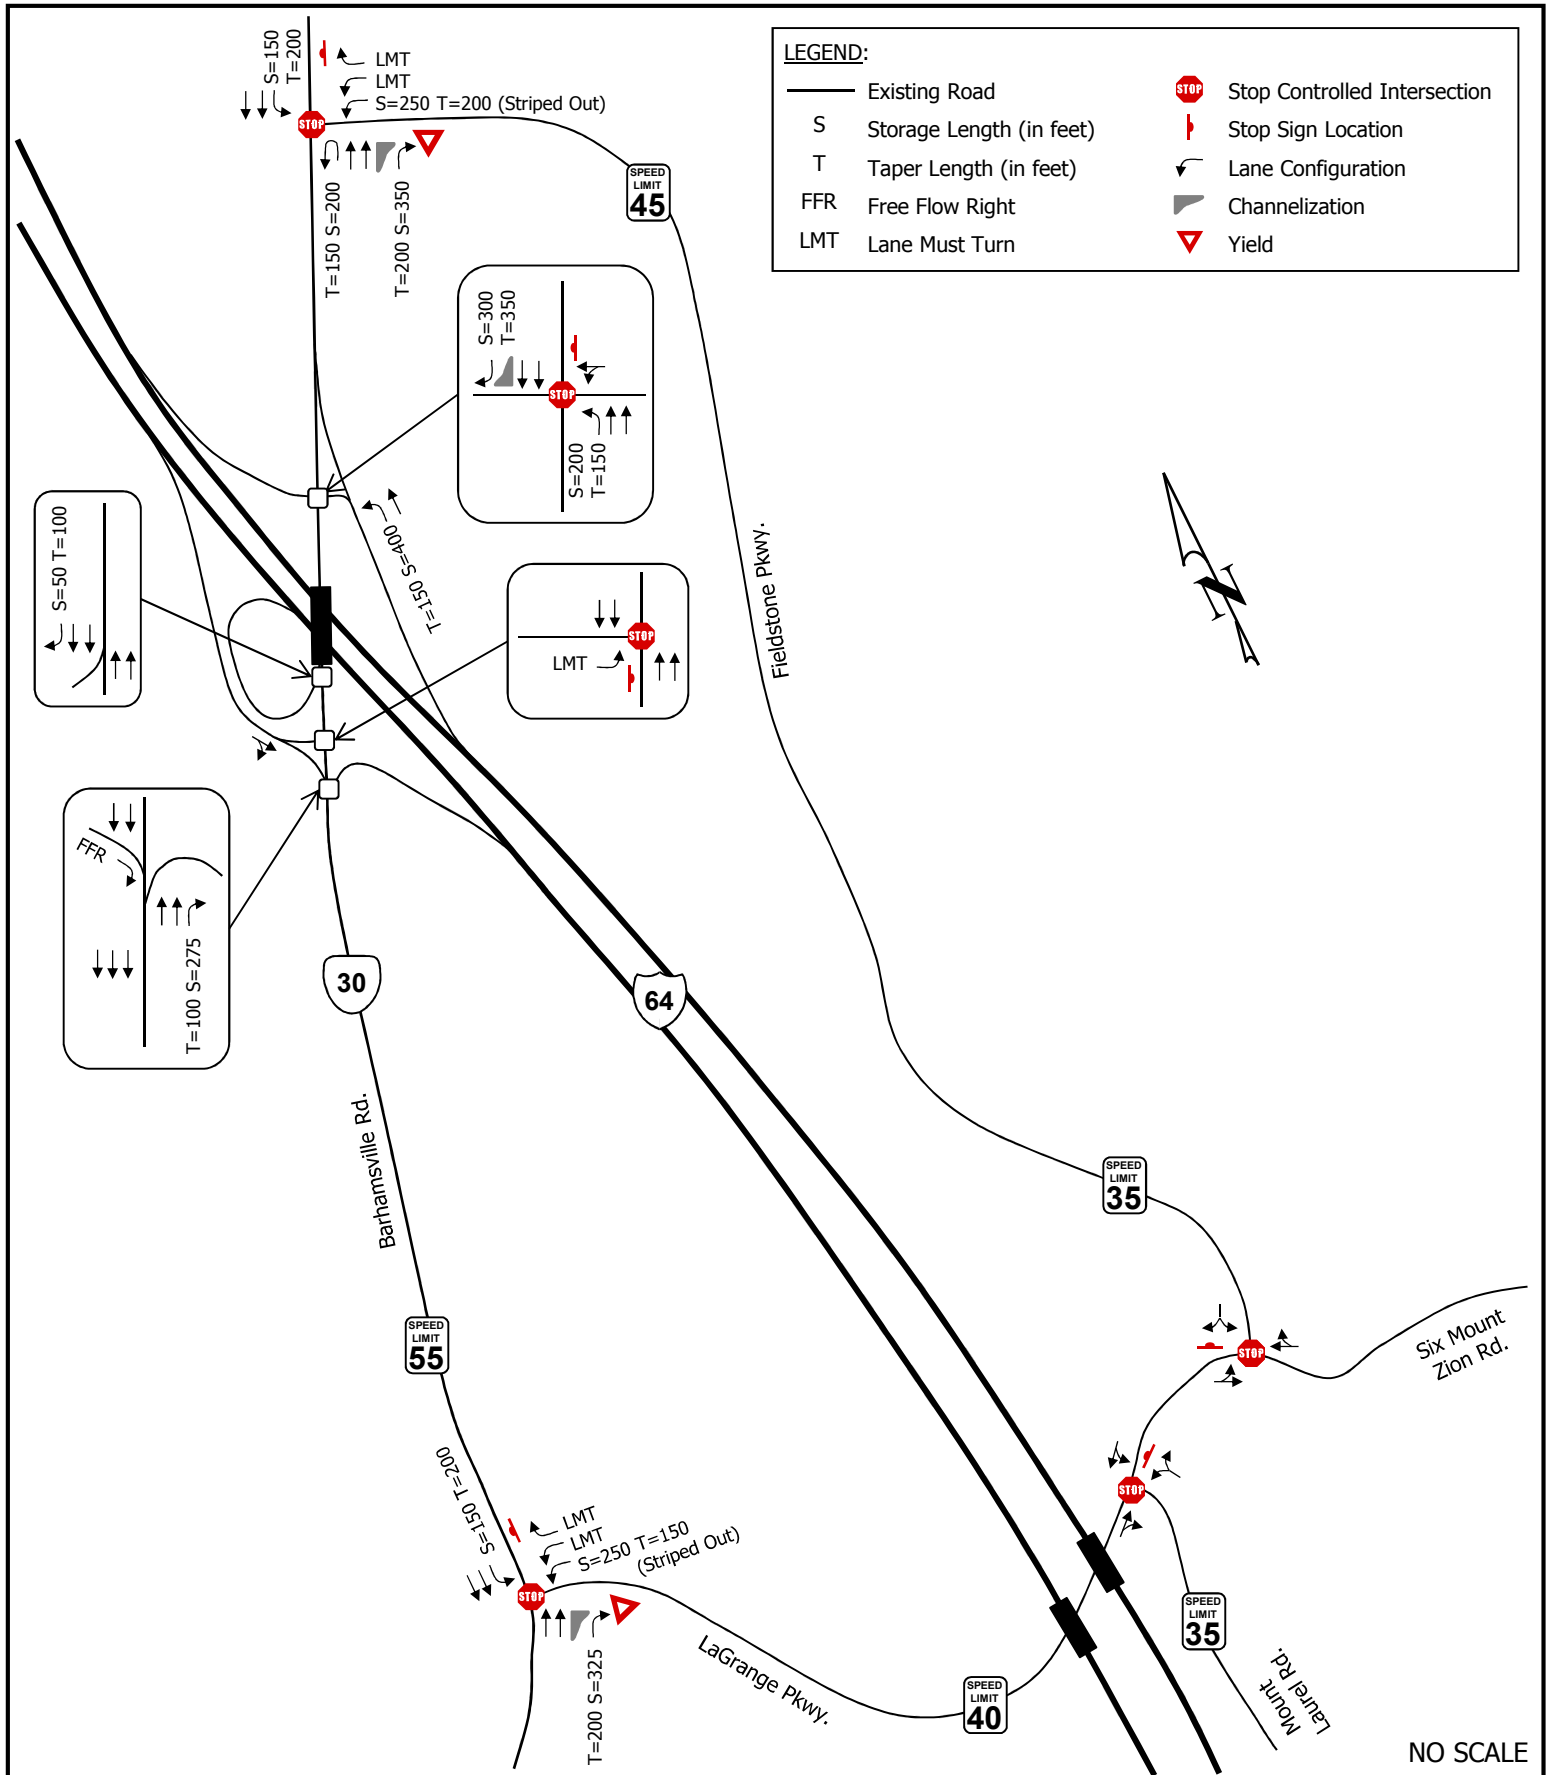 LEGEND:
Existing Road
S Storage Length (in feet)
T Taper Length (in feet)
FFR Free Flow Right
LMT Lane Must Turn
STOP Stop Controlled Intersection
Stop Sign Location
Lane Configuration
Channelization
Yield
S=150
T=200
LMT
LMT
S=250 T=200 (Striped Out)
STOP
T=150 S=200
T=200 S=350
SPEED
LIMIT
45
S=300
T=350
STOP
S=200
T=150
T=150 S=400
S=50 T=100
STOP
LMT
Fieldstone Pkwy.
N
FFR
T=100 S=275
30
64
Barhamsville Rd.
SPEED
LIMIT
35
SPEED
LIMIT
55
STOP
Six Mount
Zion Rd.
STOP
S=150 T=200
LMT
LMT
S=250 T=150
(Striped Out)
STOP
T=200 S=325
LaGrange Pkwy.
SPEED
LIMIT
40
SPEED
LIMIT
35
Mount
Laurel Rd.
NO SCALE